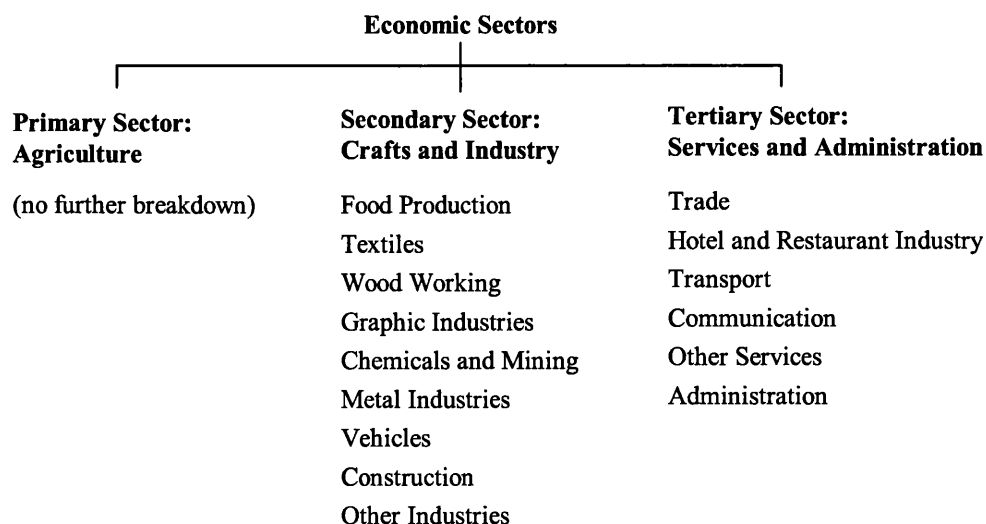 Economic Sectors
Primary Sector:
Agriculture
(no further breakdown)
Secondary Sector:
Crafts and Industry
Food Production
Textiles
Wood Working
Graphic Industries
Chemicals and Mining
Metal Industries
Vehicles
Construction
Other Industries
Tertiary Sector:
Services and Administration
Trade
Hotel and Restaurant Industry
Transport
Communication
Other Services
Administration